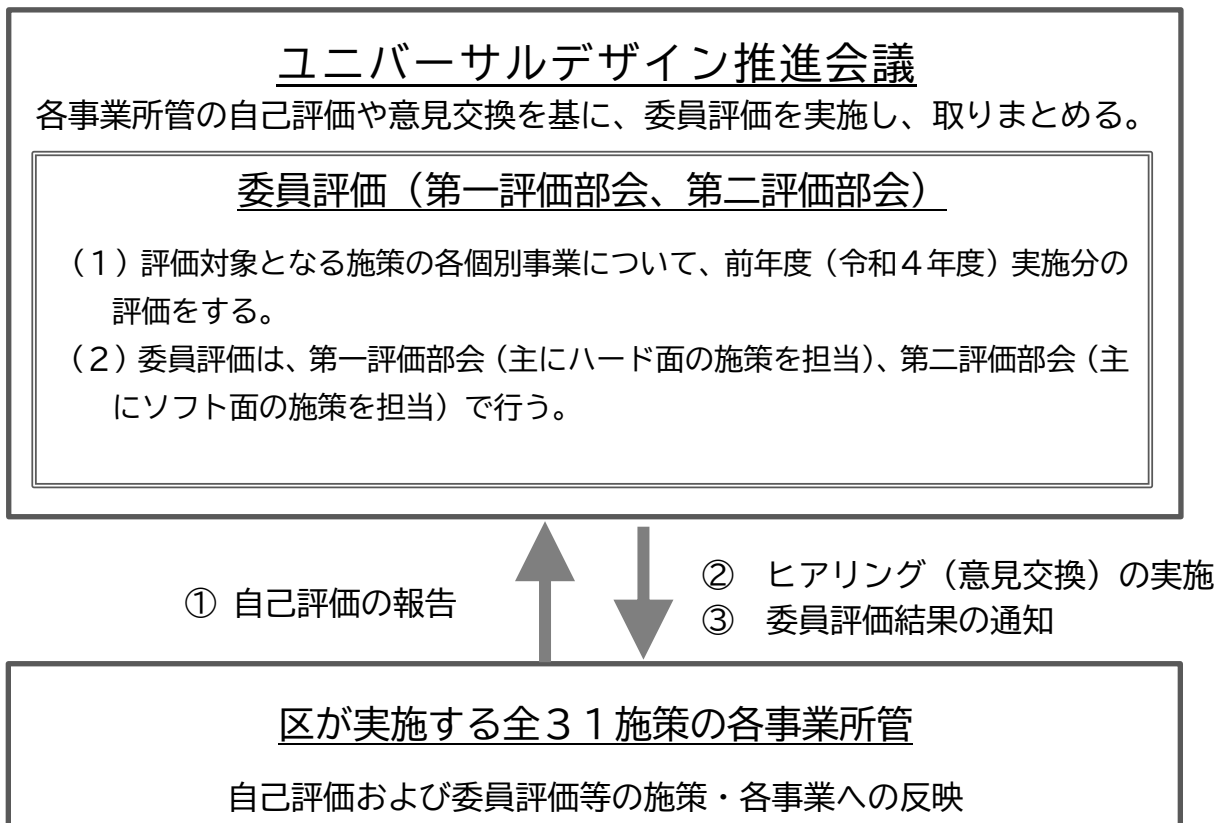 ユニバーサルデザイン推進会議
各事業所管の自己評価や意見交換を基に、委員評価を実施し、取りまとめる。
委員評価（第一評価部会、第二評価部会）
（１）評価対象となる施策の各個別事業について、前年度（令和４年度）実施分の
評価をする。
（２）委員評価は、第一評価部会（主にハード面の施策を担当）、第二評価部会（主
にソフト面の施策を担当）で行う。
① 自己評価の報告
② ヒアリング（意見交換）の実施
③ 委員評価結果の通知
区が実施する全３１施策の各事業所管
自己評価および委員評価等の施策・各事業への反映